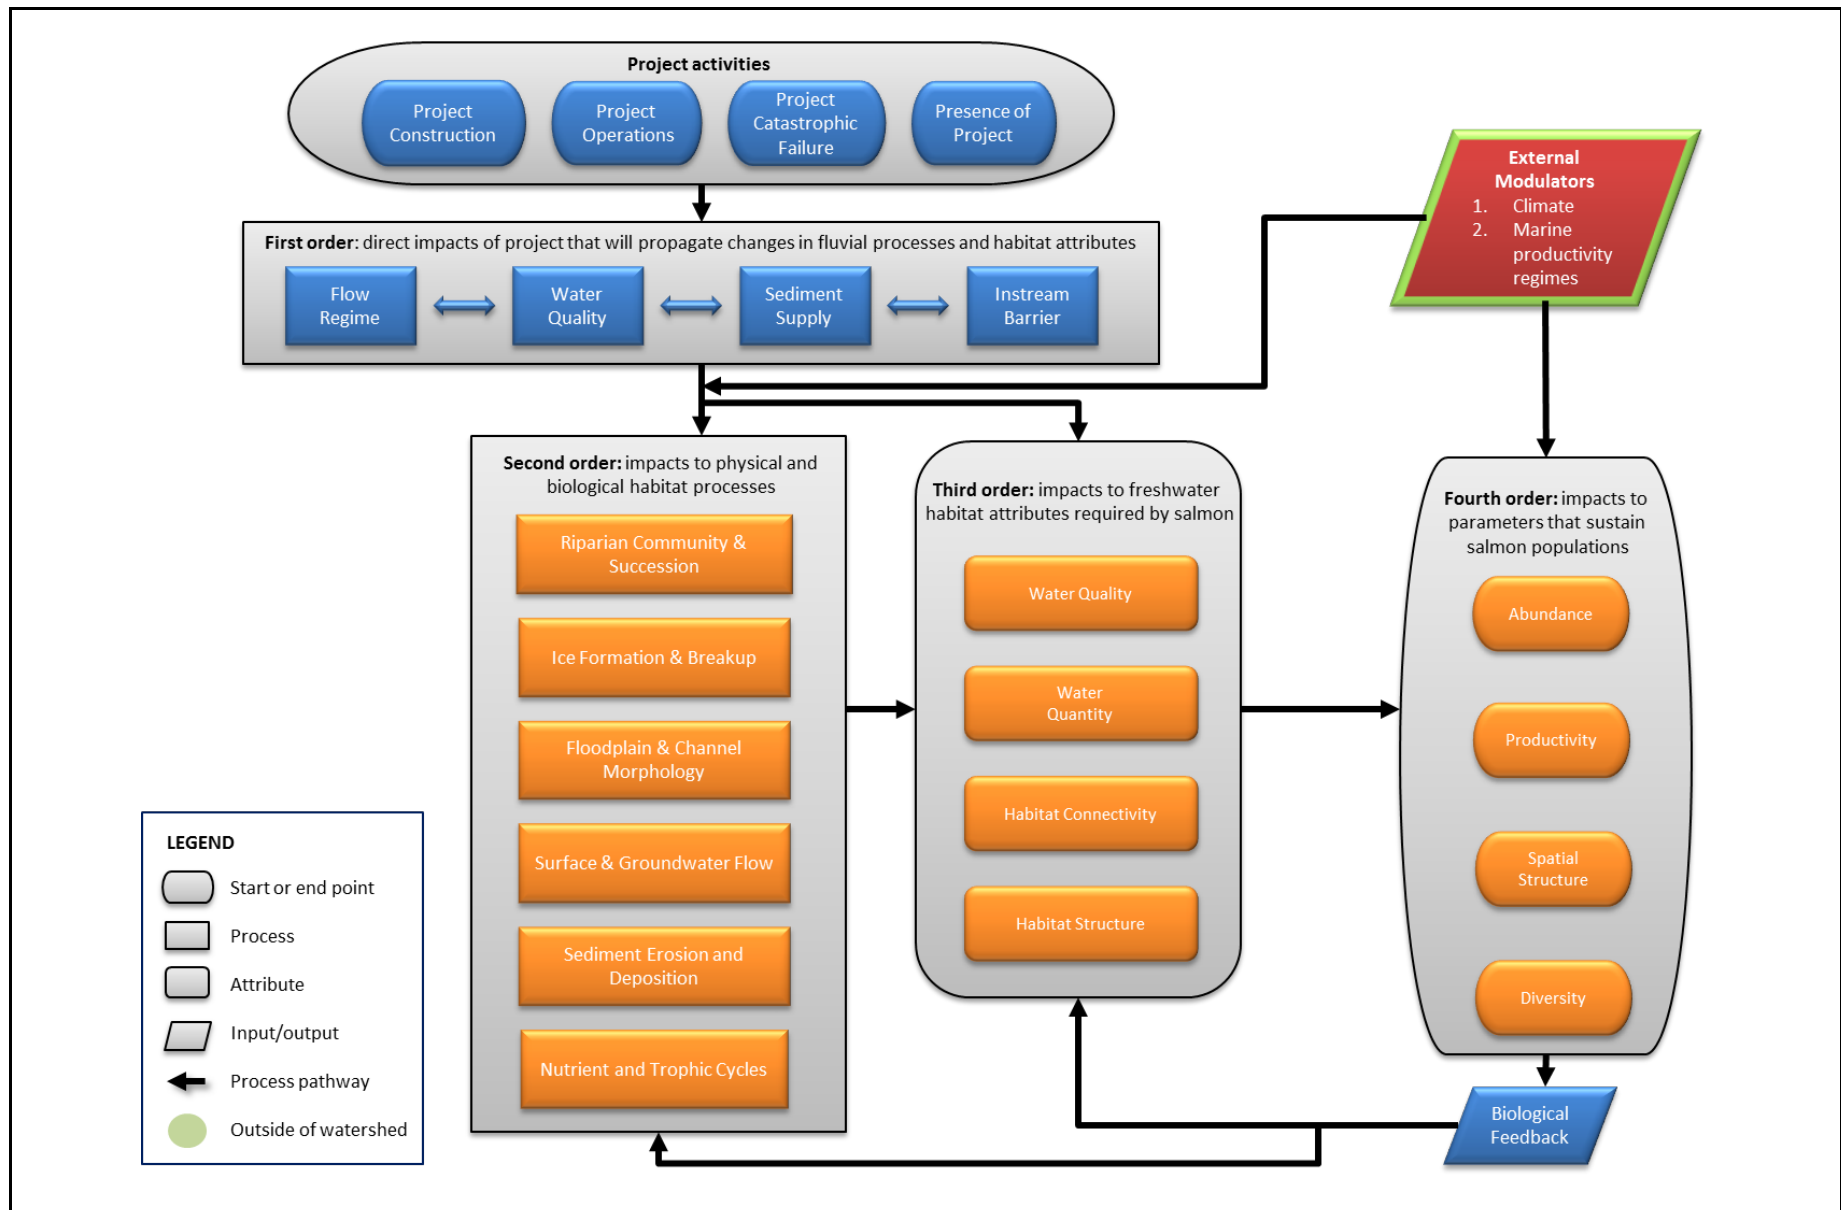 Project activities
Project
Construction
Project
Operations
Project
Catastrophic
Failure
Presence of
Project
External
Modulators
1. Climate
2. Marine
productivity
regimes
First order: direct impacts of project that will propagate changes in fluvial processes and habitat attributes
Flow
Regime
Water
Quality
Sediment
Supply
Instream
Barrier
Second order: impacts to physical and
biological habitat processes
Riparian Community &
Succession
Ice Formation & Breakup
Floodplain & Channel
Morphology
Surface & Groundwater Flow
Sediment Erosion and
Deposition
Nutrient and Trophic Cycles
Third order: impacts to freshwater
habitat attributes required by salmon
Water Quality
Water
Quantity
Habitat Connectivity
Habitat Structure
Fourth order: impacts to
parameters that sustain
salmon populations
Abundance
Productivity
Spatial
Structure
Diversity
Biological
Feedback
LEGEND
Start or end point
Process
Attribute
Input/output
Process pathway
Outside of watershed